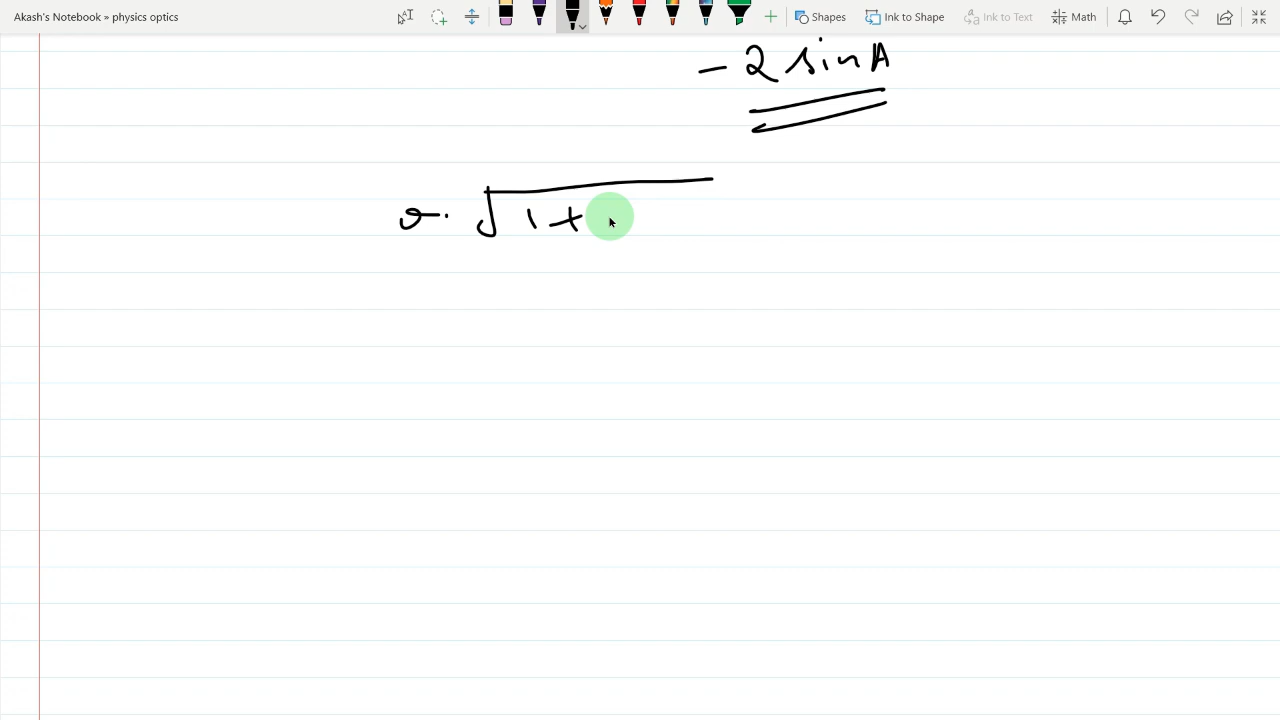 Akash's Notebook » physics optics Shapes Ink to Shape Ink to Text Math
- 2 sin A
√1 +